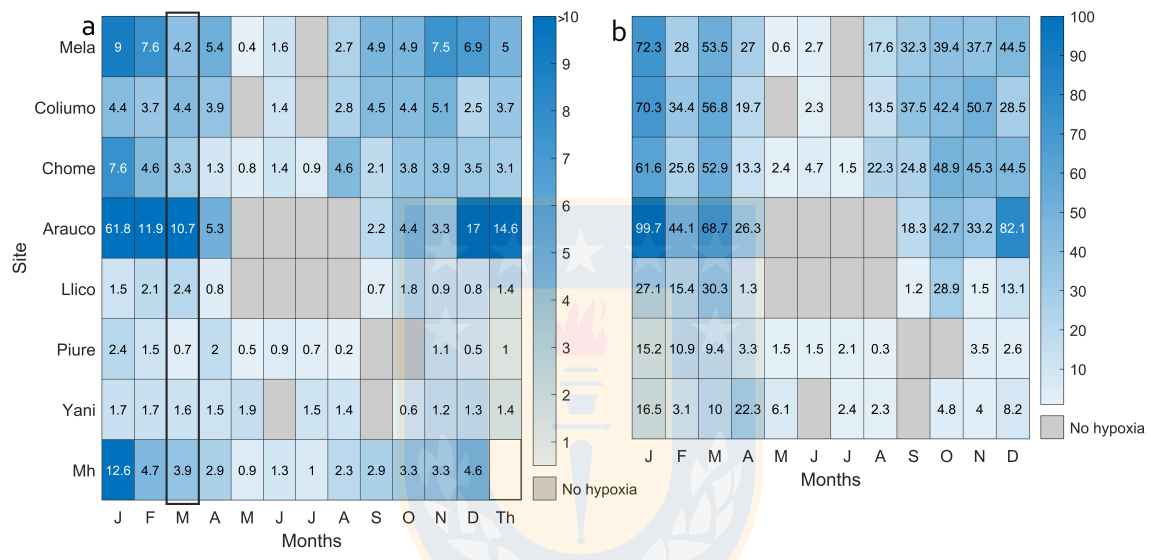 a
Mela 9 7.6 4.2 5.4 0.4 1.6 2.7 4.9 4.9 7.5 6.9 5
Coliumo 4.4 3.7 4.4 3.9 1.4 2.8 4.5 4.4 5.1 2.5 3.7
Chome 7.6 4.6 3.3 1.3 0.8 1.4 0.9 4.6 2.1 3.8 3.9 3.5 3.1
Arauco 61.8 11.9 10.7 5.3 2.2 4.4 3.3 17 14.6
Llico 1.5 2.1 2.4 0.8 0.7 1.8 0.9 0.8 1.4
Piure 2.4 1.5 0.7 2 0.5 0.9 0.7 0.2 1.1 0.5 1
Yani 1.7 1.7 1.6 1.5 1.9 1.5 1.4 0.6 1.2 1.3 1.4
Mh 12.6 4.7 3.9 2.9 0.9 1.3 1 2.3 2.9 3.3 3.3 4.6
J F M A M J J A S O N D Th
Months
Site
>10
9
8
7
6
5
4
3
2
1
No hypoxia
b
72.3 28 53.5 27 0.6 2.7 17.6 32.3 39.4 37.7 44.5
70.3 34.4 56.8 19.7 2.3 13.5 37.5 42.4 50.7 28.5
61.6 25.6 52.9 13.3 2.4 4.7 1.5 22.3 24.8 48.9 45.3 44.5
99.7 44.1 68.7 26.3 18.3 42.7 33.2 82.1
27.1 15.4 30.3 1.3 1.2 28.9 1.5 13.1
15.2 10.9 9.4 3.3 1.5 1.5 2.1 0.3 3.5 2.6
16.5 3.1 10 22.3 6.1 2.4 2.3 4.8 4 8.2
J F M A M J J A S O N D
Months
100
90
80
70
60
50
40
30
20
10
No hypoxia